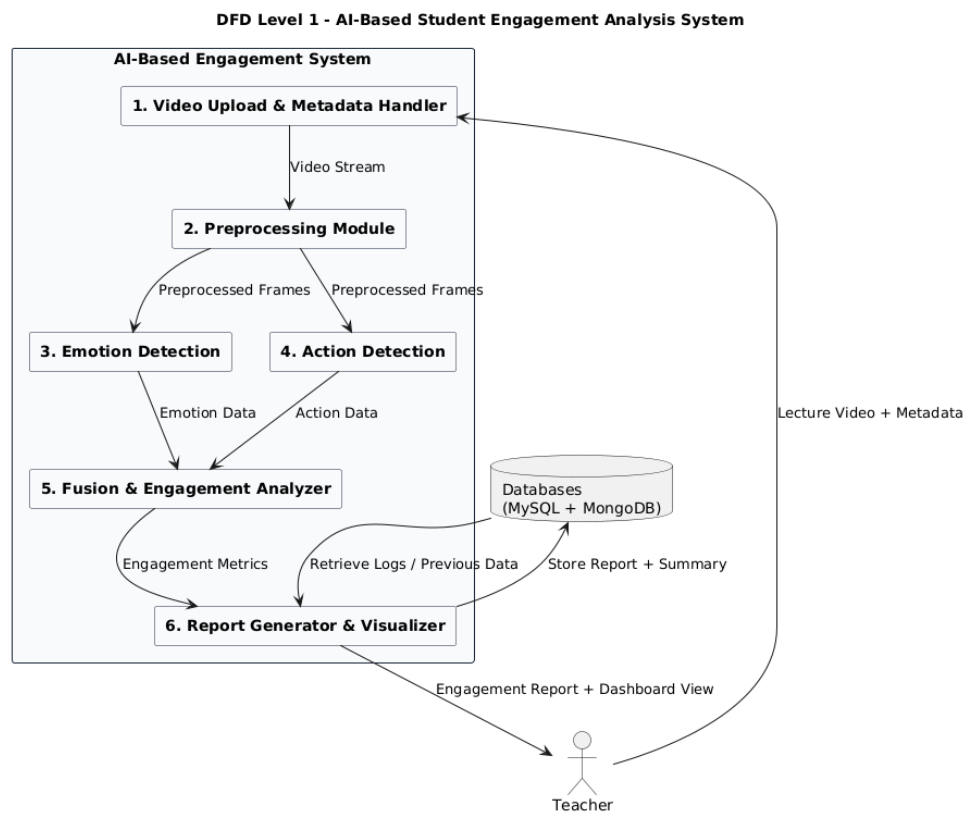 DFD Level 1 - AI-Based Student Engagement Analysis System
AI-Based Engagement System
1. Video Upload & Metadata Handler
Video Stream
2. Preprocessing Module
Preprocessed Frames
Preprocessed Frames
3. Emotion Detection
4. Action Detection
Emotion Data
Action Data
Lecture Video + Metadata
5. Fusion & Engagement Analyzer
Databases
(MySQL + MongoDB)
Engagement Metrics
Retrieve Logs / Previous Data
Store Report + Summary
6. Report Generator & Visualizer
Engagement Report + Dashboard View
Teacher